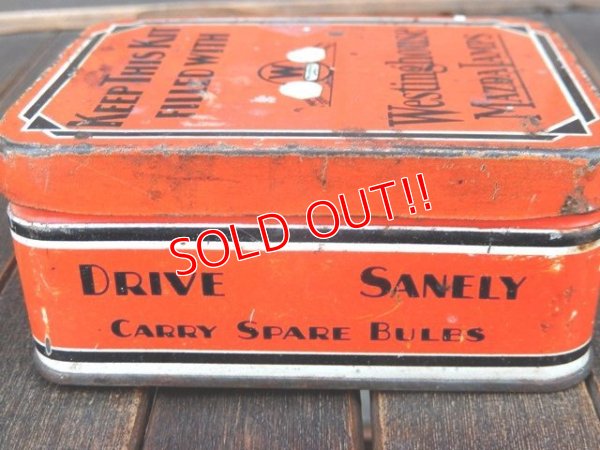 KEEP THIS KIT
FILLED WITH
W
Westinghouse
MAZDA LAMPS
SOLD OUT!!
DRIVE SANELY
CARRY SPARE BULBS